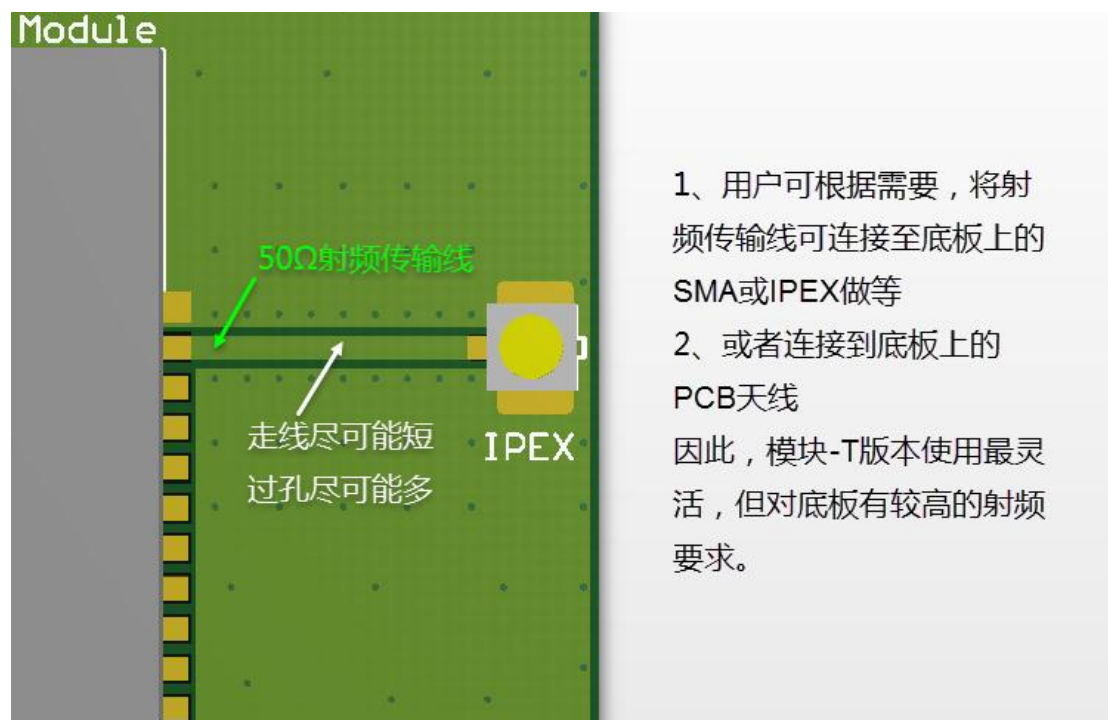 Module
50Ω射频传输线
走线尽可能短
过孔尽可能多
IPEX
1、用户可根据需要，将射
频传输线可连接至底板上的
SMA或IPEX做等
2、或者连接到底板上的
PCB天线
因此，模块-T版本使用最灵
活，但对底板有较高的射频
要求。